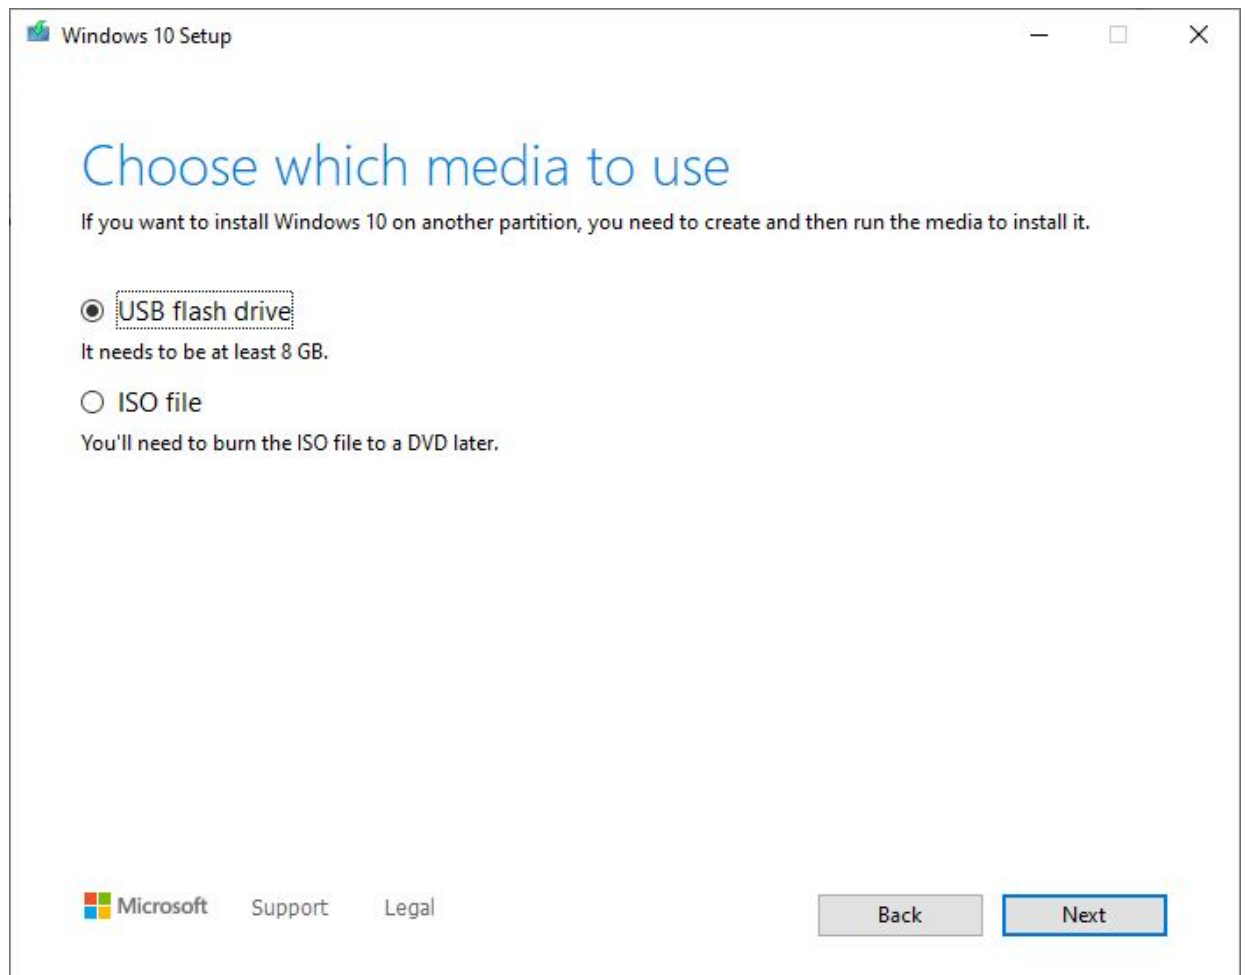 Windows 10 Setup
Choose which media to use
If you want to install Windows 10 on another partition, you need to create and then run the media to install it.
USB flash drive
It needs to be at least 8 GB.
ISO file
You'll need to burn the ISO file to a DVD later.
Microsoft Support Legal Back Next